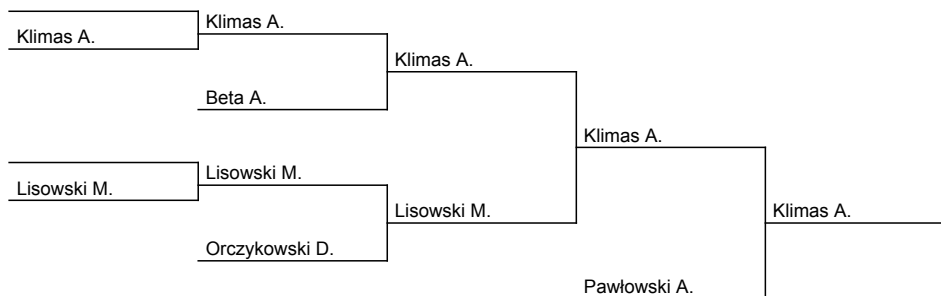 Klimas A.
Klimas A.
Klimas A.
Beta A.
Klimas A.
Lisowski M.
Lisowski M.
Lisowski M.
Klimas A.
Orczykowski D.
Pawłowski A.